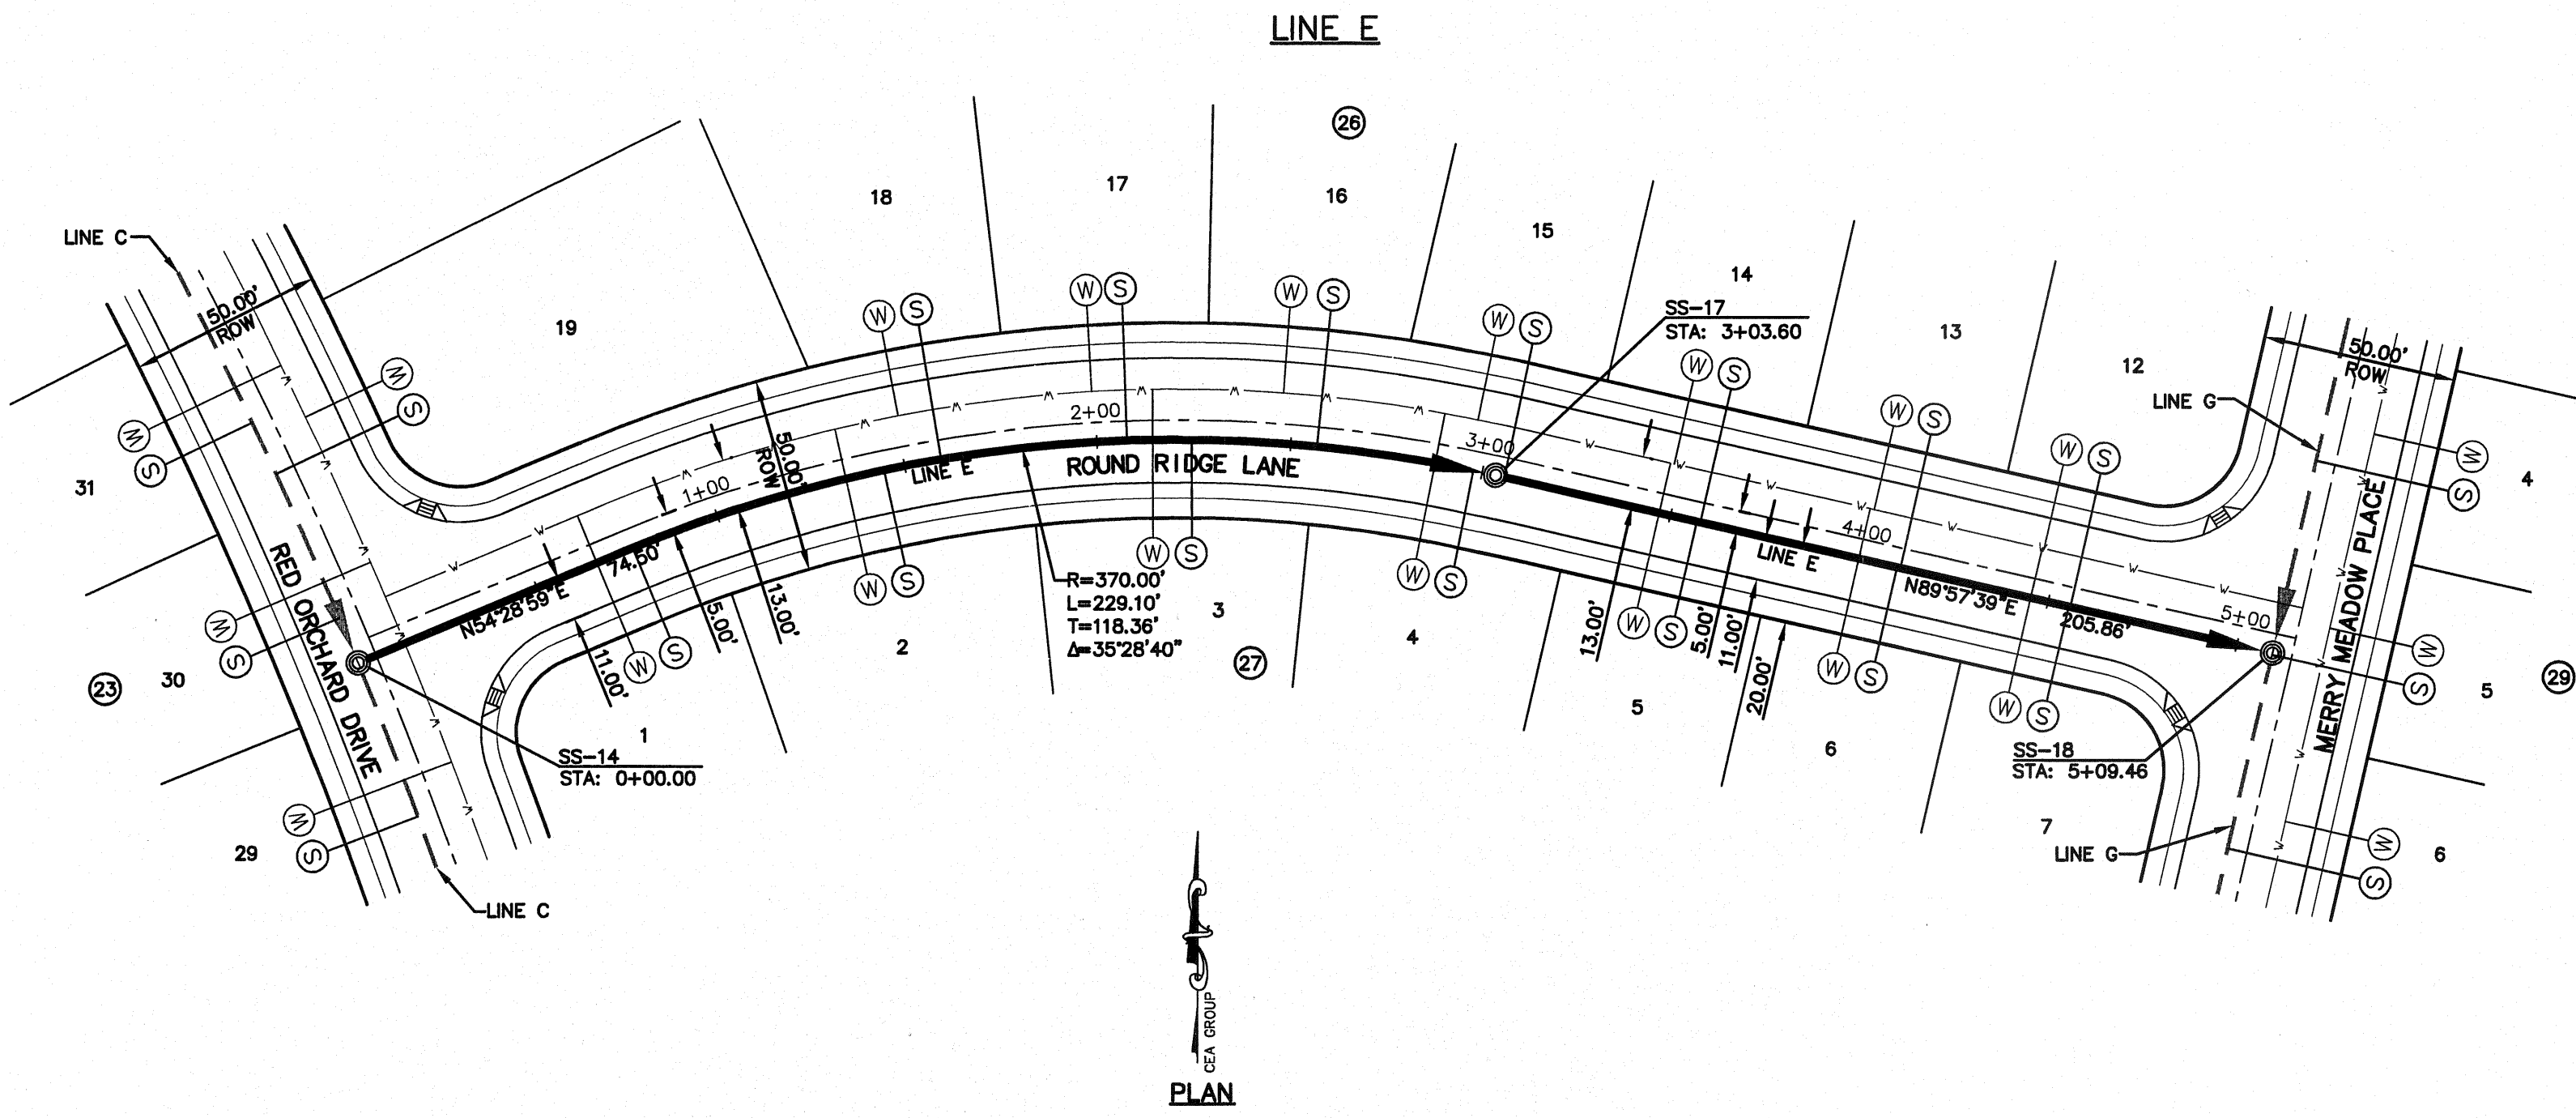 LINE E
26
17
18
16
15
14
13
12
19
LINE C
50.00'
ROW
SS-17
STA: 3+03.60
50.00'
ROW
LINE G
W
S
W
S
W
S
W
S
W
S
W
S
W
S
W
S
W
S
W
S
W
S
31
4
1+00
2+00
3+00
4+00
5+00
50.00'
ROW
LINE E
ROUND RIDGE LANE
LINE E
RED ORCHARD DRIVE
MERRY MEADOW PLACE
N54°28'59"E
74.50'
N89°57'39"E
205.86'
W
S
W
S
W
S
W
S
W
S
W
S
W
S
W
S
W
S
R=370.00'
L=229.10'
T=118.36'
Δ=35°28'40"
11.00'
5.00'
13.00'
13.00'
5.00'
11.00'
20.00'
23
30
1
2
3
27
4
5
6
7
5
29
SS-14
STA: 0+00.00
SS-18
STA: 5+09.46
W
S
29
LINE C
LINE G
W
S
6
CEA GROUP
PLAN